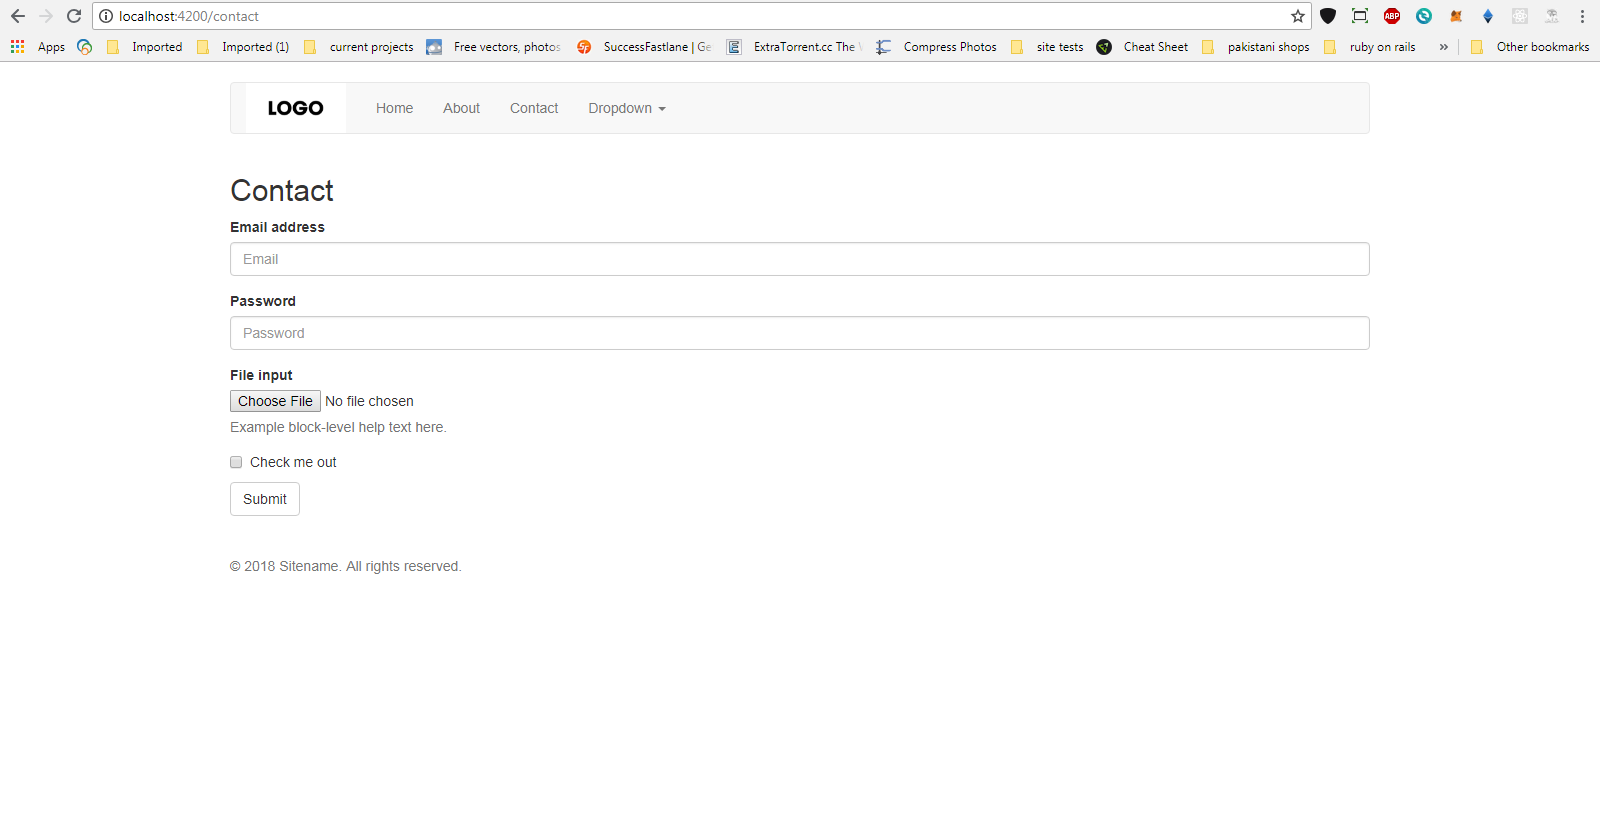 localhost:4200/contact
ABP
Apps Imported Imported (1) current projects Free vectors, photos SuccessFastlane | Ge ExtraTorrent.cc The Compress Photos site tests Cheat Sheet pakistani shops ruby on rails » Other bookmarks
LOGO Home About Contact Dropdown
Contact
Email address
Email
Password
Password
File input
Choose File No file chosen
Example block-level help text here.
Check me out
Submit
© 2018 Sitename. All rights reserved.